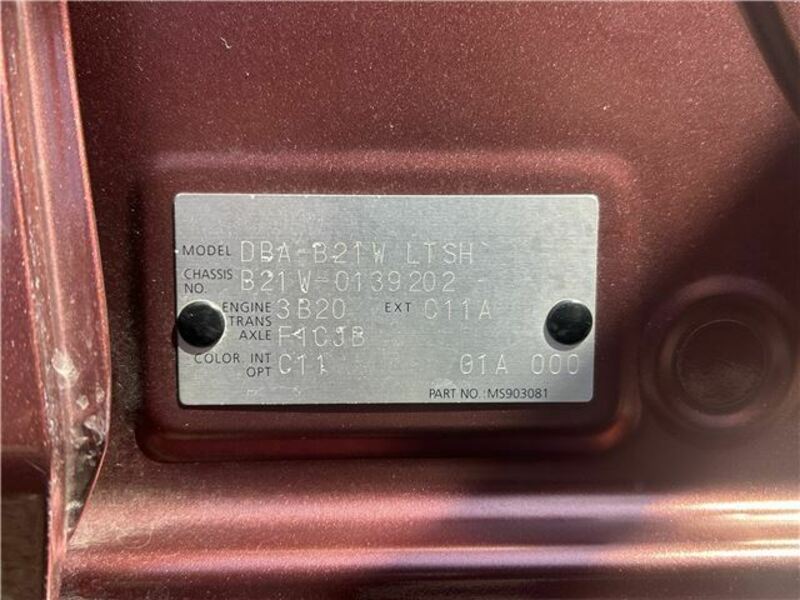 MODEL DBA-B21W LTSH
CHASSIS NO. B21W-0139202
ENGINE 3B20 EXT C11A
TRANS AXLE F1CJB
COLOR, INT OPT C11 01A 000
PART NO.:MS903081